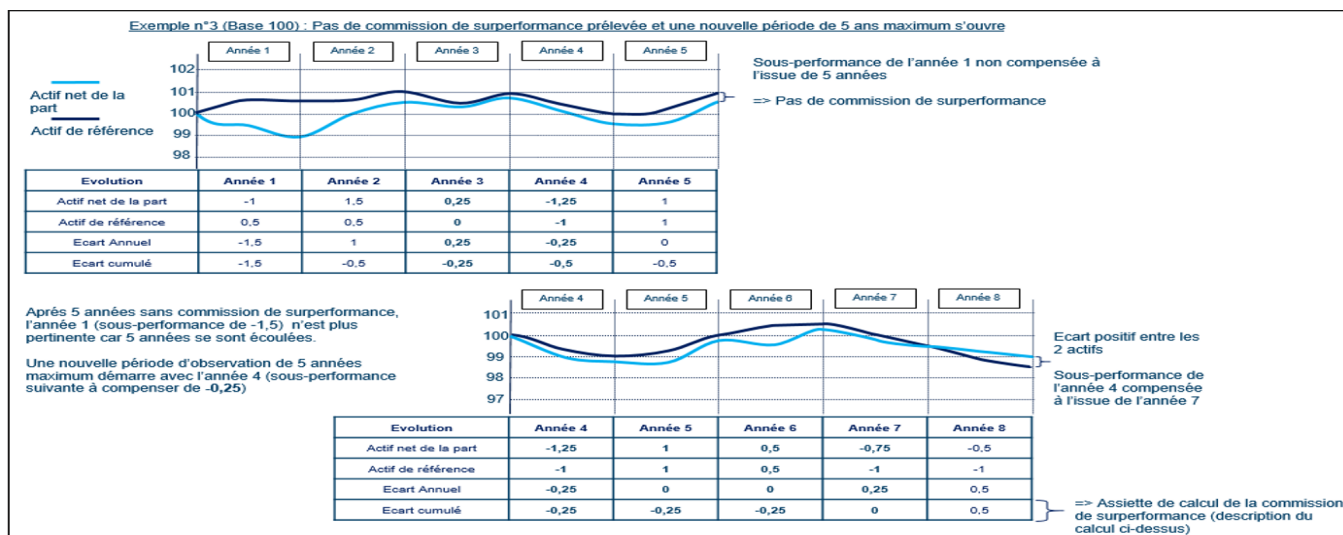 Exemple n°3 (Base 100) : Pas de commission de surperformance prélevée et une nouvelle période de 5 ans maximum s'ouvre
Année 1 Année 2 Année 3 Année 4 Année 5
Actif net de la
part
Actif de référence
102
101
100
99
98
Sous-performance de l'année 1 non compensée à
l'issue de 5 années
=> Pas de commission de surperformance
Evolution Année 1 Année 2 Année 3 Année 4 Année 5
Actif net de la part -1 1,5 0,25 -1,25 1
Actif de référence 0,5 0,5 0 -1 1
Ecart Annuel -1,5 1 0,25 -0,25 0
Ecart cumulé -1,5 -0,5 -0,25 -0,5 -0,5
Après 5 années sans commission de surperformance,
l'année 1 (sous-performance de -1,5) n'est plus
pertinente car 5 années se sont écoulées.
Une nouvelle période d'observation de 5 années
maximum démarre avec l'année 4 (sous-performance
suivante à compenser de -0,25)
Année 4 Année 5 Année 6 Année 7 Année 8
101
100
99
98
97
Ecart positif entre les
2 actifs
Sous-performance de
l'année 4 compensée
à l'issue de l'année 7
Evolution Année 4 Année 5 Année 6 Année 7 Année 8
Actif net de la part -1,25 1 0,5 -0,75 -0,5
Actif de référence -1 1 0,5 -1 -1
Ecart Annuel -0,25 0 0 0,25 0,5
Ecart cumulé -0,25 -0,25 -0,25 0 0,5
=> Assiette de calcul de la commission
de surperformance (description du
calcul ci-dessus)